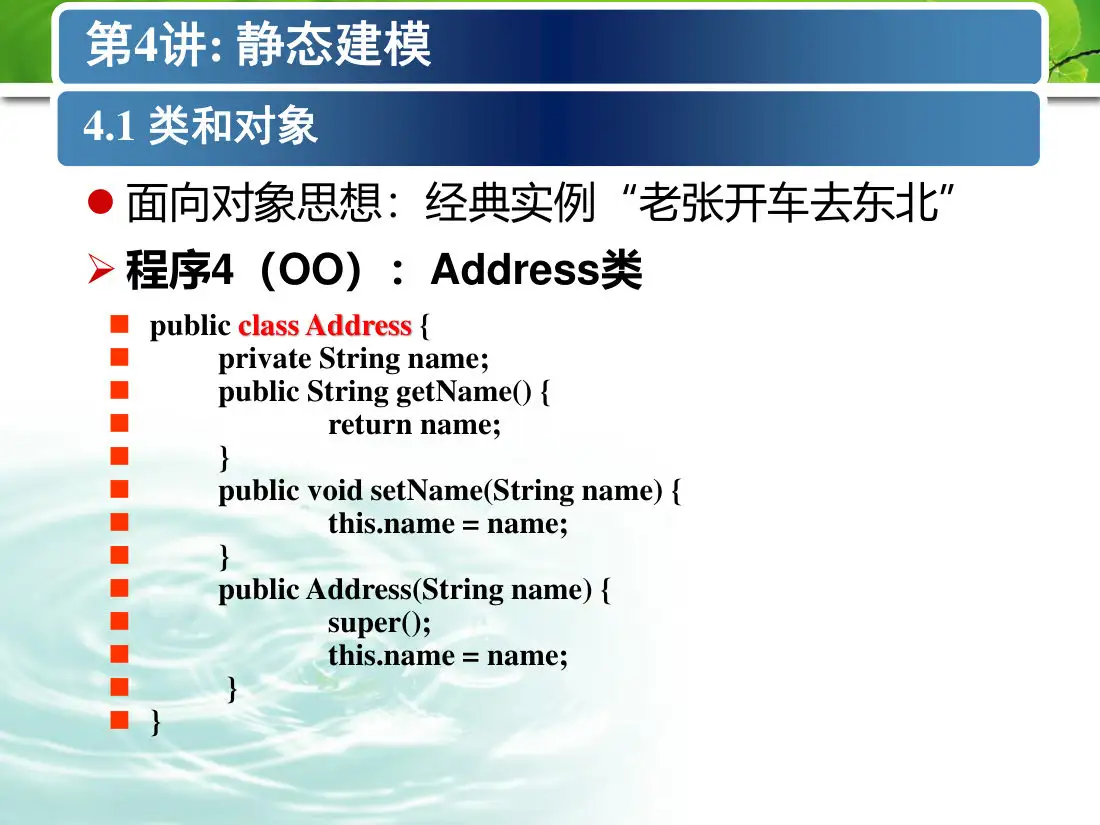 第4讲: 静态建模
4.1 类和对象
面向对象思想：经典实例“老张开车去东北”
程序4（OO）：Address类
public class Address {
private String name;
public String getName() {
return name;
}
public void setName(String name) {
this.name = name;
}
public Address(String name) {
super();
this.name = name;
}
}